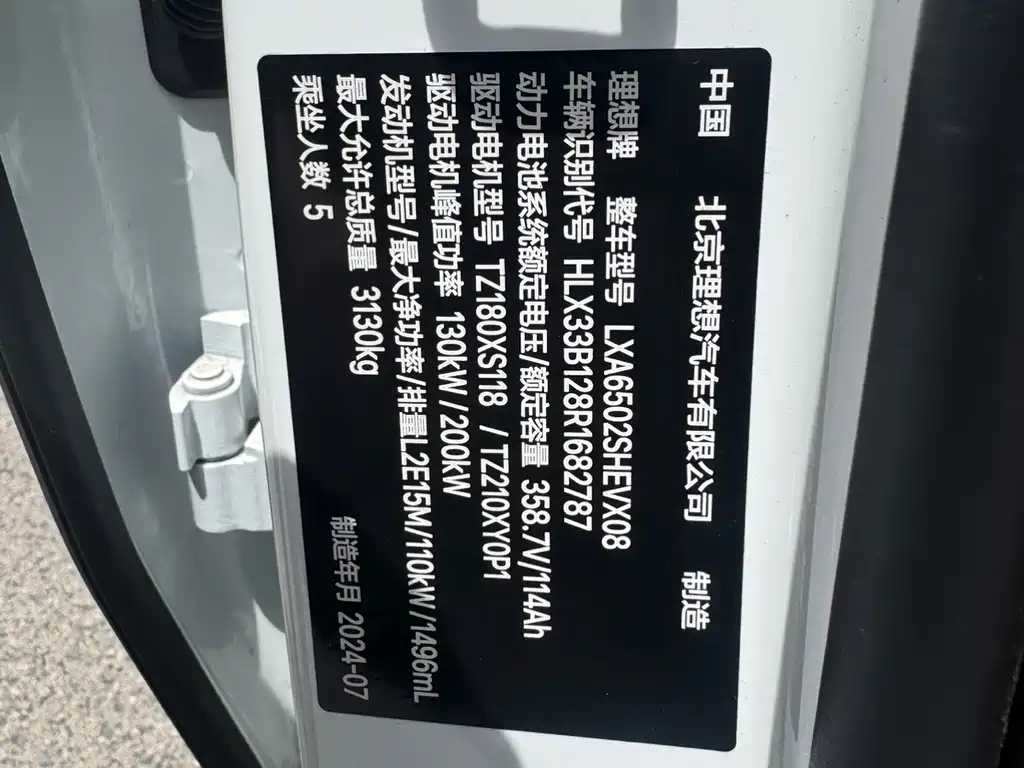 中国 北京理想汽车有限公司 制造
理想牌 整车型号 LXA6502SHEVX08
车辆识别代号 HLX33B128R1682787
动力电池系统额定电压/额定容量 358.7V/114Ah
驱动电机型号 TZ180XS118 /TZ210XY0P1
驱动电机峰值功率 130kW/200kW
发动机型号/最大净功率/排量L2E15M/110kW/1496mL
最大允许总质量 3130kg
乘坐人数 5 制造年月 2024-07